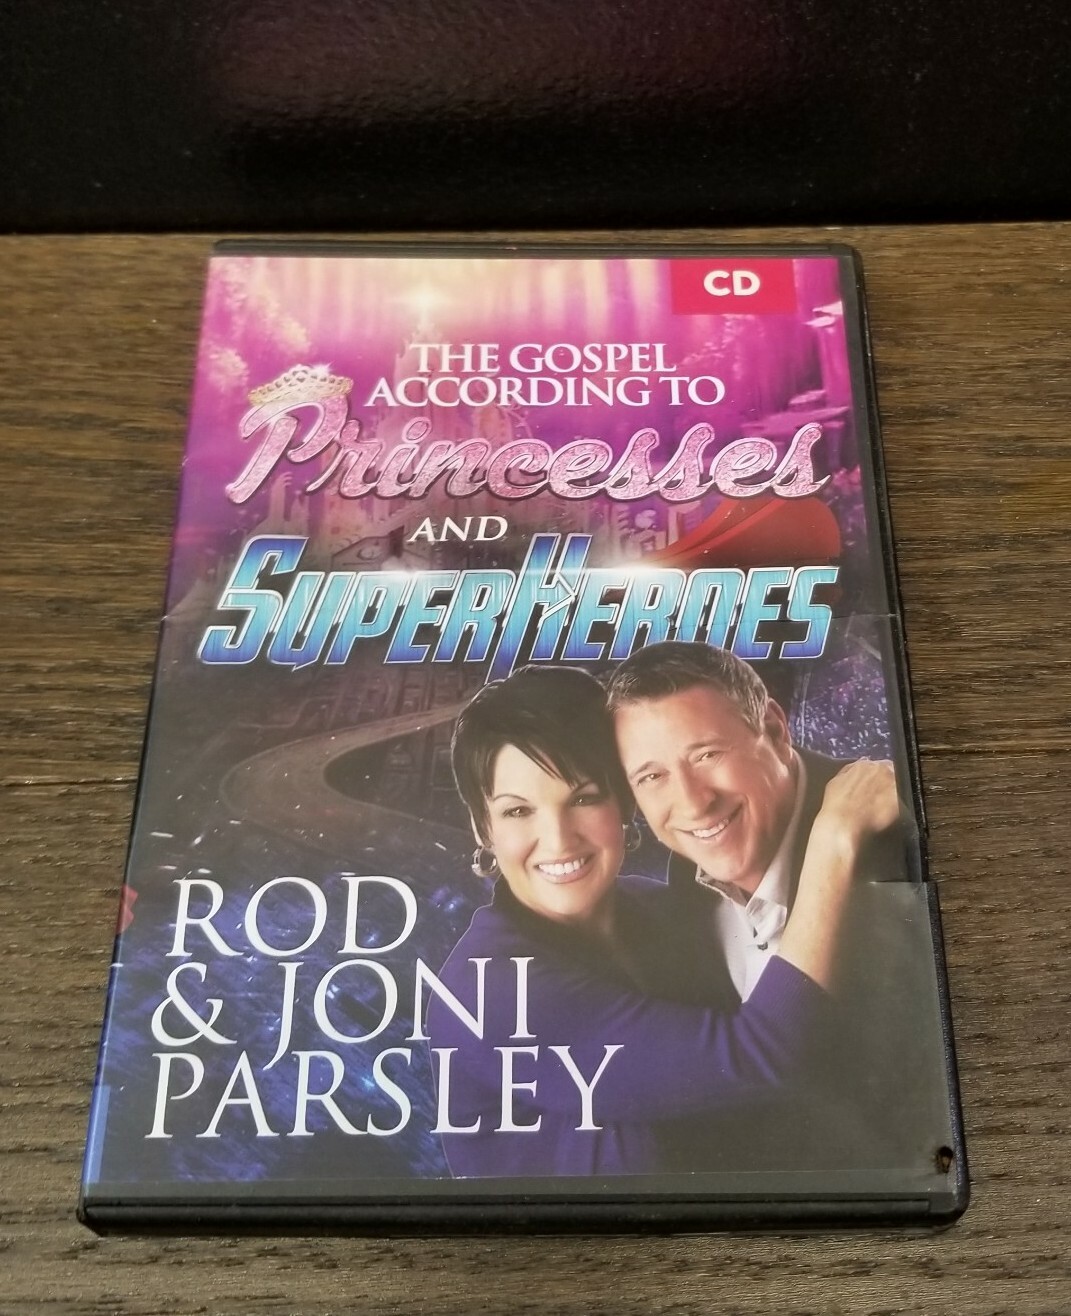 CD
THE GOSPEL
ACCORDING TO
Princesses
AND
SUPERHEROES
ROD
& JONI
PARSLEY